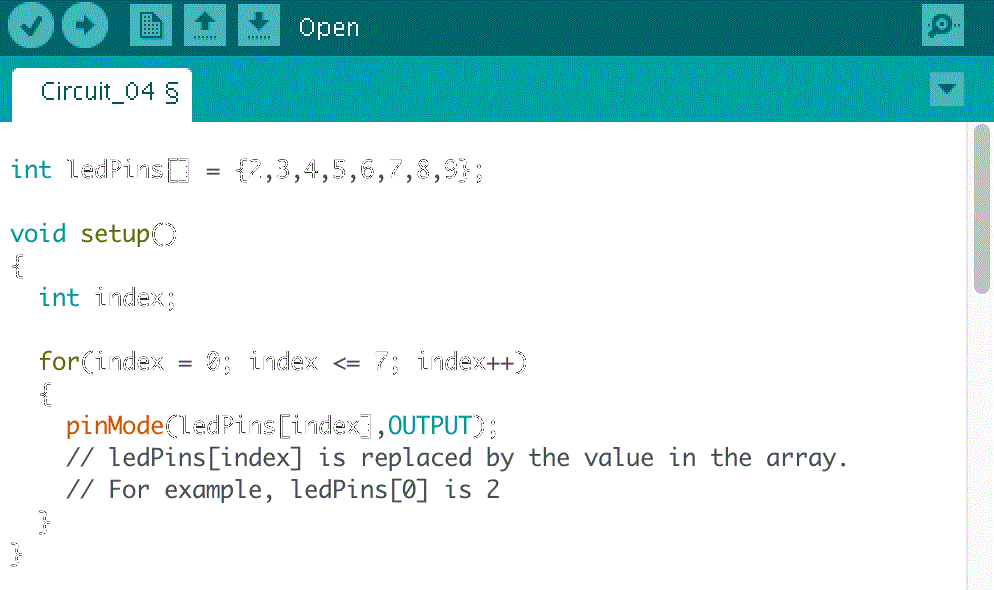 Open
Circuit_04 §
int ledPins[] = {2,3,4,5,6,7,8,9};
void setup()
{
int index;
for(index = 0; index <= 7; index++)
{
pinMode(ledPins[index],OUTPUT);
// ledPins[index] is replaced by the value in the array.
// For example, ledPins[0] is 2
}
}